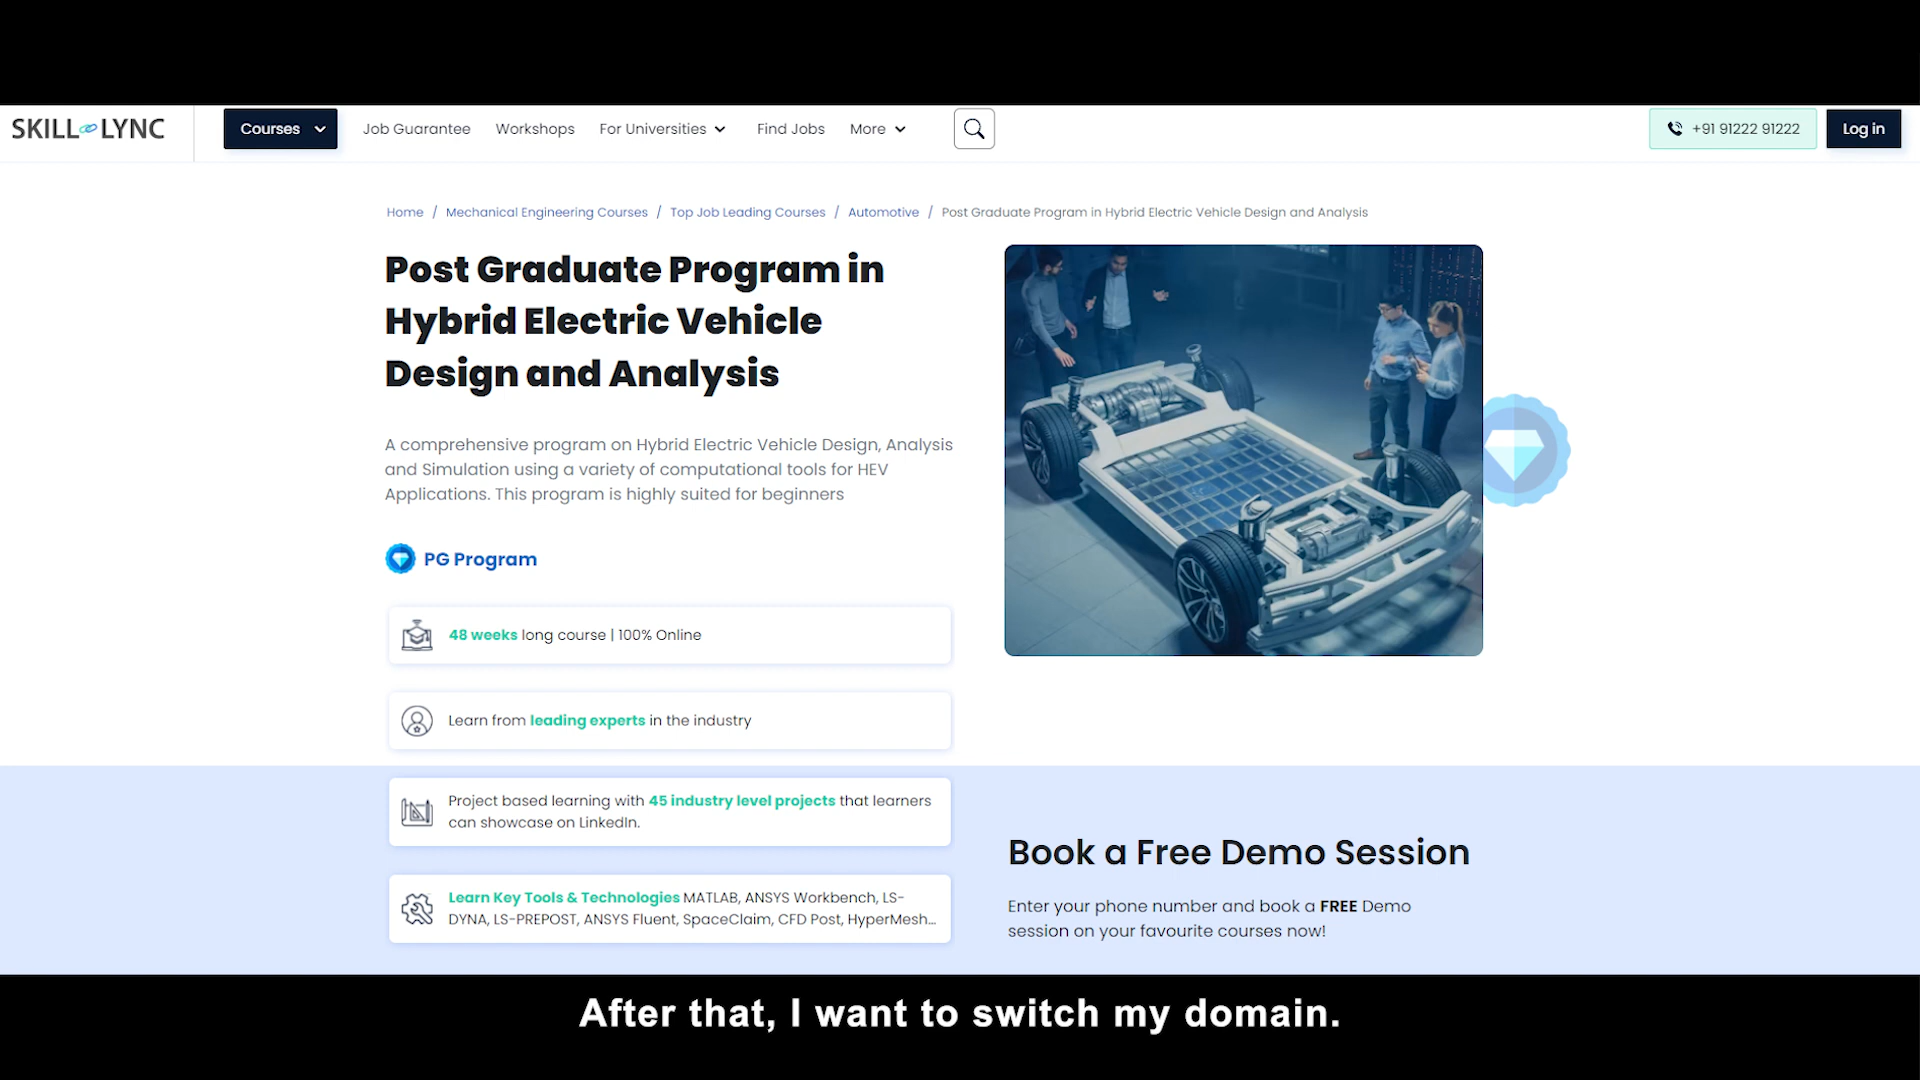 SKILL LYNC
Courses
Job Guarantee
Workshops
For Universities
Find Jobs
More
+91 91222 91222
Log in
Home / Mechanical Engineering Courses / Top Job Leading Courses / Automotive / Post Graduate Program in Hybrid Electric Vehicle Design and Analysis
Post Graduate Program in
Hybrid Electric Vehicle
Design and Analysis
A comprehensive program on Hybrid Electric Vehicle Design, Analysis
and Simulation using a variety of computational tools for HEV
Applications. This program is highly suited for beginners
PG Program
48 weeks long course | 100% Online
Learn from leading experts in the industry
Project based learning with 45 industry level projects that learners
can showcase on LinkedIn.
Learn Key Tools & Technologies MATLAB, ANSYS Workbench, LS-
DYNA, LS-PREPOST, ANSYS Fluent, SpaceClaim, CFD Post, HyperMesh...
Book a Free Demo Session
Enter your phone number and book a FREE Demo
session on your favourite courses now!
After that, I want to switch my domain.